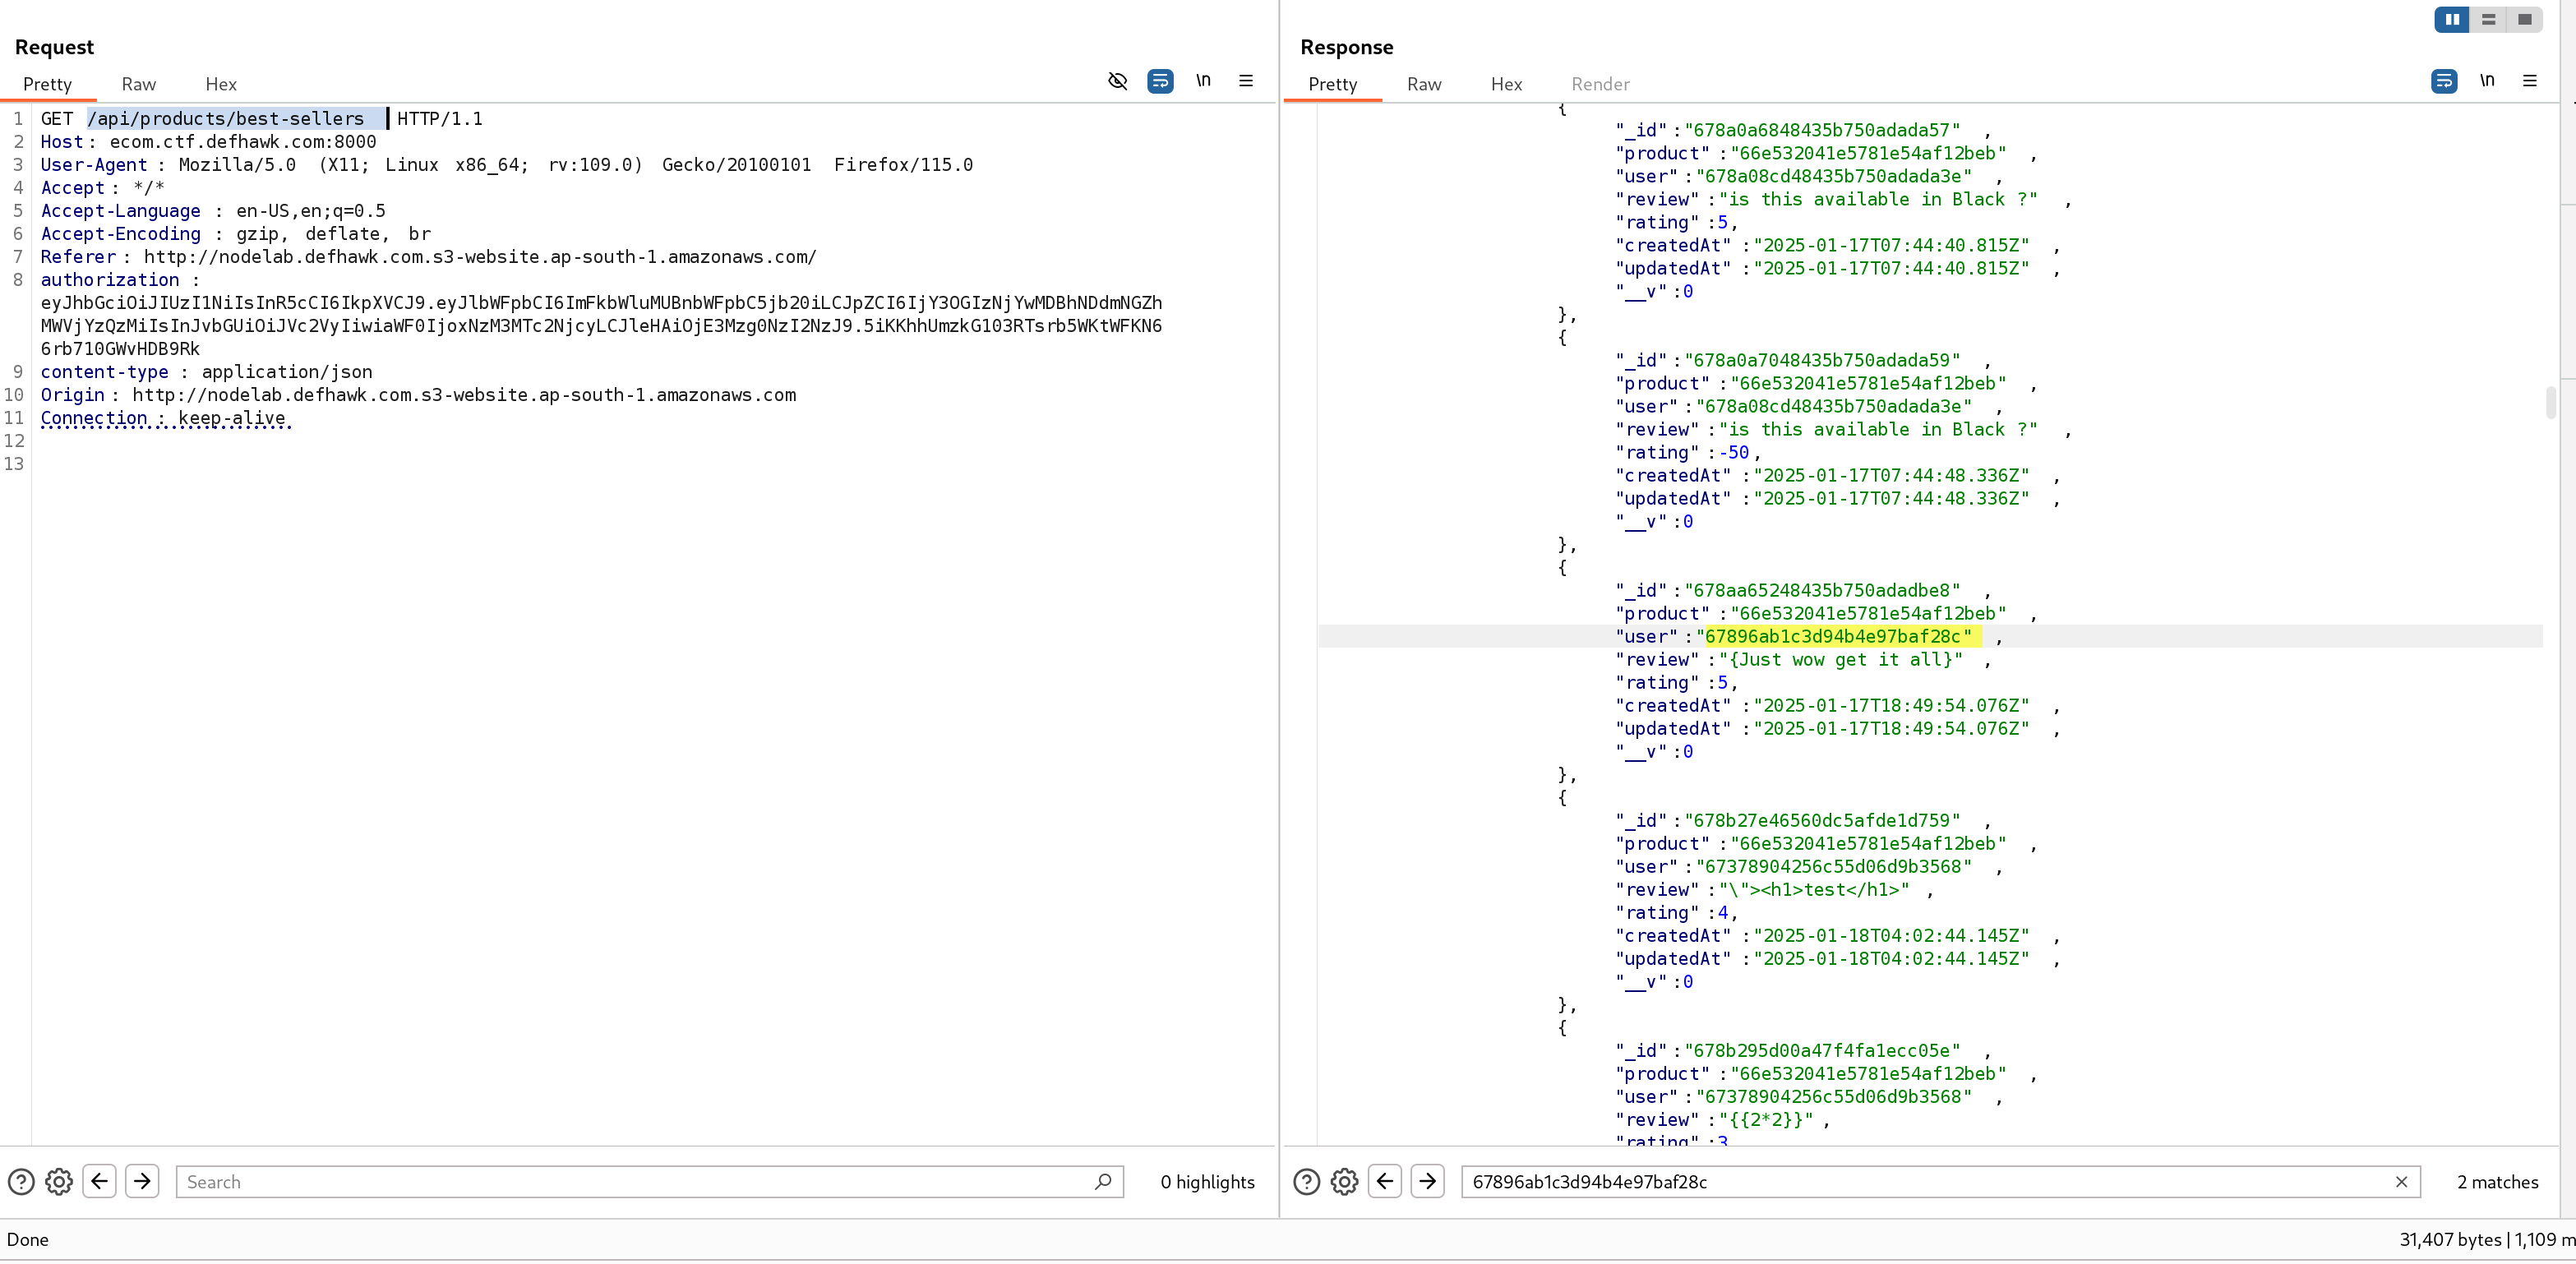 Request
Pretty Raw Hex \n
1 GET /api/products/best-sellers HTTP/1.1
2 Host: ecom.ctf.defhawk.com:8000
3 User-Agent: Mozilla/5.0 (X11; Linux x86_64; rv:109.0) Gecko/20100101 Firefox/115.0
4 Accept: */*
5 Accept-Language: en-US,en;q=0.5
6 Accept-Encoding: gzip, deflate, br
7 Referer: http://nodelab.defhawk.com.s3-website.ap-south-1.amazonaws.com/
8 authorization:
eyJhbGciOiJIUzI1NiIsInR5cCI6IkpXVCJ9.eyJlbWFpbCI6ImFkbWluMUBnbWFpbC5jb20iLCJpZCI6IjY3OGIzNjYwMDBhNDdmNGZh
MWVjYzQzMiIsInJvbGUiOiJVc2VyIiwiaWF0IjoxNzM3MTc2NjcyLCJleHAiOjE3Mzg0NzI2NzJ9.5iKKhhUmzkG103RTsrb5WKtWFKN6
6rb710GWvHDB9Rk
9 content-type: application/json
10 Origin: http://nodelab.defhawk.com.s3-website.ap-south-1.amazonaws.com
11 Connection: keep-alive
12
13
Search
0 highlights
Response
Pretty Raw Hex Render \n
{
"_id":"678a0a6848435b750adada57",
"product":"66e532041e5781e54af12beb",
"user":"678a08cd48435b750adada3e",
"review":"is this available in Black ?",
"rating":5,
"createdAt":"2025-01-17T07:44:40.815Z",
"updatedAt":"2025-01-17T07:44:40.815Z",
"__v":0
},
{
"_id":"678a0a7048435b750adada59",
"product":"66e532041e5781e54af12beb",
"user":"678a08cd48435b750adada3e",
"review":"is this available in Black ?",
"rating":-50,
"createdAt":"2025-01-17T07:44:48.336Z",
"updatedAt":"2025-01-17T07:44:48.336Z",
"__v":0
},
{
"_id":"678aa65248435b750adadbe8",
"product":"66e532041e5781e54af12beb",
"user":"67896ab1c3d94b4e97baf28c",
"review":"{Just wow get it all}",
"rating":5,
"createdAt":"2025-01-17T18:49:54.076Z",
"updatedAt":"2025-01-17T18:49:54.076Z",
"__v":0
},
{
"_id":"678b27e46560dc5afde1d759",
"product":"66e532041e5781e54af12beb",
"user":"67378904256c55d06d9b3568",
"review":"\"><h1>test</h1>",
"rating":4,
"createdAt":"2025-01-18T04:02:44.145Z",
"updatedAt":"2025-01-18T04:02:44.145Z",
"__v":0
},
{
"_id":"678b295d00a47f4fa1ecc05e",
"product":"66e532041e5781e54af12beb",
"user":"67378904256c55d06d9b3568",
"review":"{{2*2}}",
"rating":3
67896ab1c3d94b4e97baf28c
2 matches
Done
31,407 bytes | 1,109 m